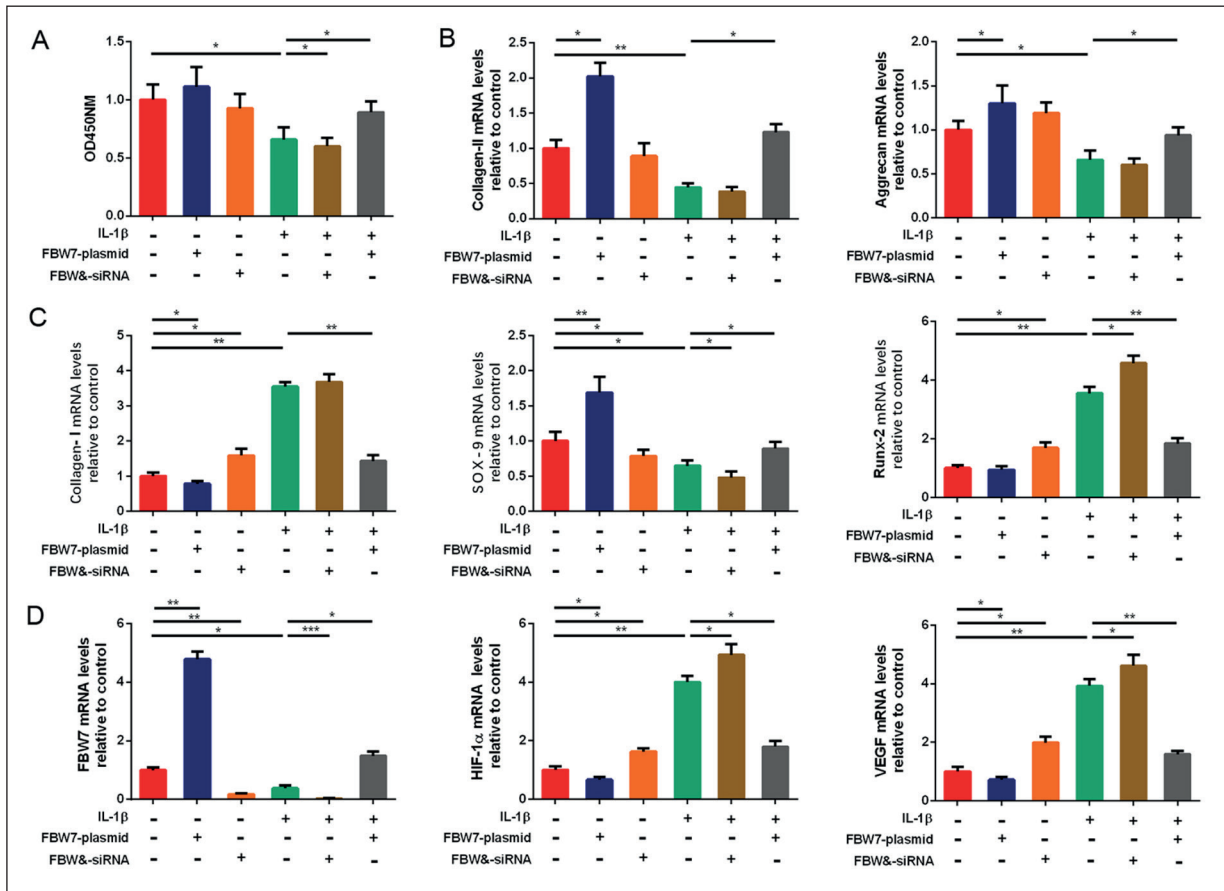 A
OD450NM
1.5
1.0
0.5
0.0
* * *
IL-1β - - - + + +
FBW7-plasmid - + - - - +
FBW&-siRNA - - + - + -
B
Collagen-II mRNA levels
relative to control
2.5
2.0
1.5
1.0
0.5
0.0
* ** *
IL-1β - - - + + +
FBW7-plasmid - + - - - +
FBW&-siRNA - - + - + -
Aggrecan mRNA levels
relative to control
2.0
1.5
1.0
0.5
0.0
* * *
IL-1β - - - + + +
FBW7-plasmid - + - - - +
FBW&-siRNA - - + - + -
C
Collagen- I mRNA levels
relative to control
5
4
3
2
1
0
* * ** **
IL-1β - - - + + +
FBW7-plasmid - + - - - +
FBW&-siRNA - - + - + -
SOX - 9 mRNA levels
relative to control
2.5
2.0
1.5
1.0
0.5
0.0
** * * * *
IL-1β - - - + + +
FBW7-plasmid - + - - - +
FBW&-siRNA - - + - + -
Runx-2 mRNA levels
relative to control
6
4
2
0
* ** * **
IL-1β - - - + + +
FBW7-plasmid - + - - - +
FBW&-siRNA - - + - + -
D
FBW7 mRNA levels
relative to control
6
4
2
0
** ** * *** *
IL-1β - - - + + +
FBW7-plasmid - + - - - +
FBW&-siRNA - - + - + -
HIF-1α mRNA levels
relative to control
6
4
2
0
* * ** * *
IL-1β - - - + + +
FBW7-plasmid - + - - - +
FBW&-siRNA - - + - + -
VEGF mRNA levels
relative to control
6
4
2
0
* * ** * **
IL-1β - - - + + +
FBW7-plasmid - + - - - +
FBW&-siRNA - - + - + -